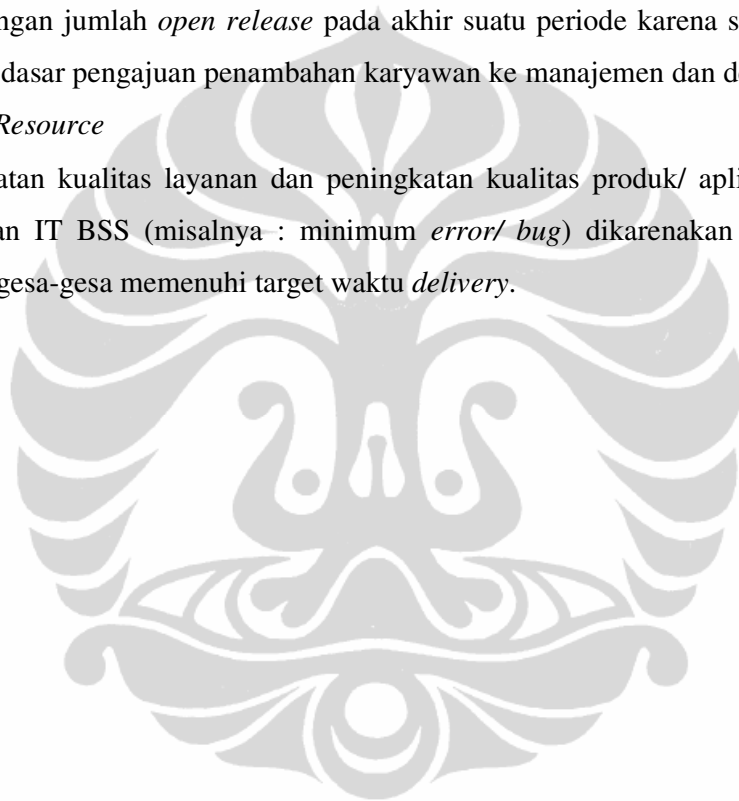 ngan jumlah open release pada akhir suatu periode karena s
dasar pengajuan penambahan karyawan ke manajemen dan d
Resource
atan kualitas layanan dan peningkatan kualitas produk/ apli
an IT BSS (misalnya : minimum error/ bug) dikarenakan
gesa-gesa memenuhi target waktu delivery.